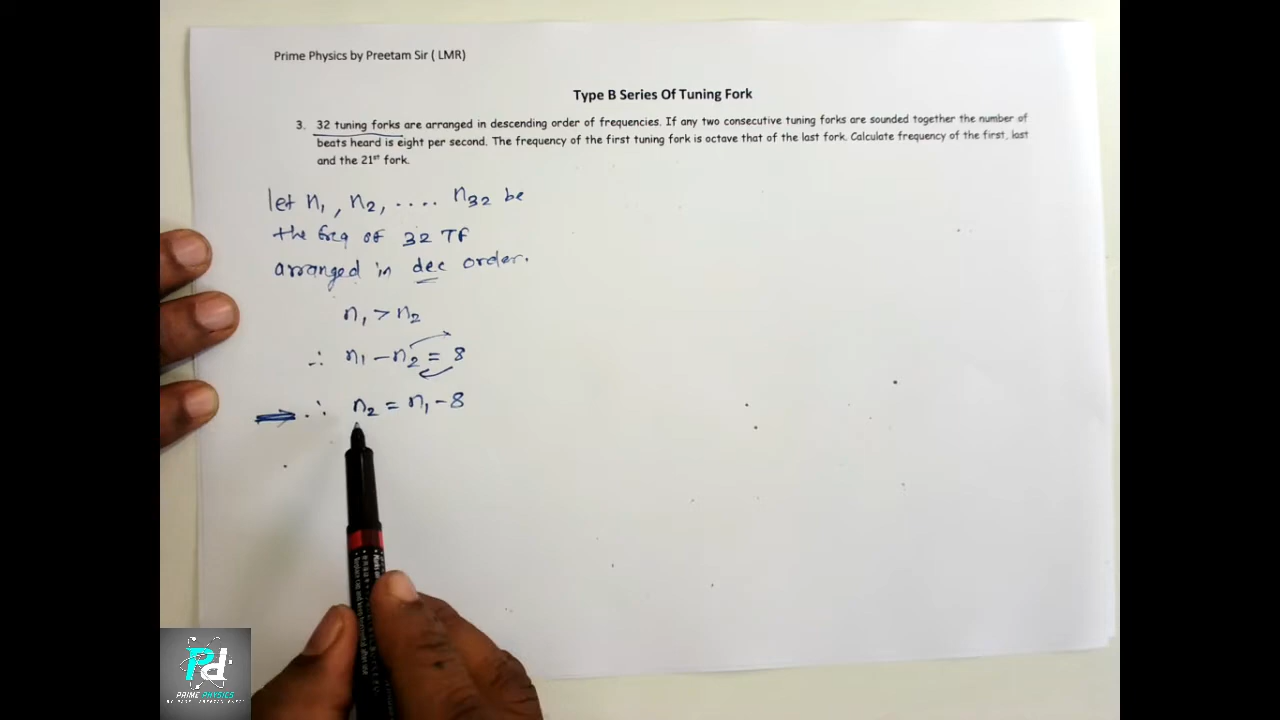 Prime Physics by Preetam Sir ( LMR)
Type B Series Of Tuning Fork
3. 32 tuning forks are arranged in descending order of frequencies. If any two consecutive tuning forks are sounded together the number of
beats heard is eight per second. The frequency of the first tuning fork is octave that of the last fork. Calculate frequency of the first, last
and the 21st fork.
let n1, n2, .... n32 be
the frq of 32 TF
arranged in dec order.
n1 > n2
∴ n1 - n2 = 8
∴ n2 = n1 - 8
Pd
PRIME PHYSICS